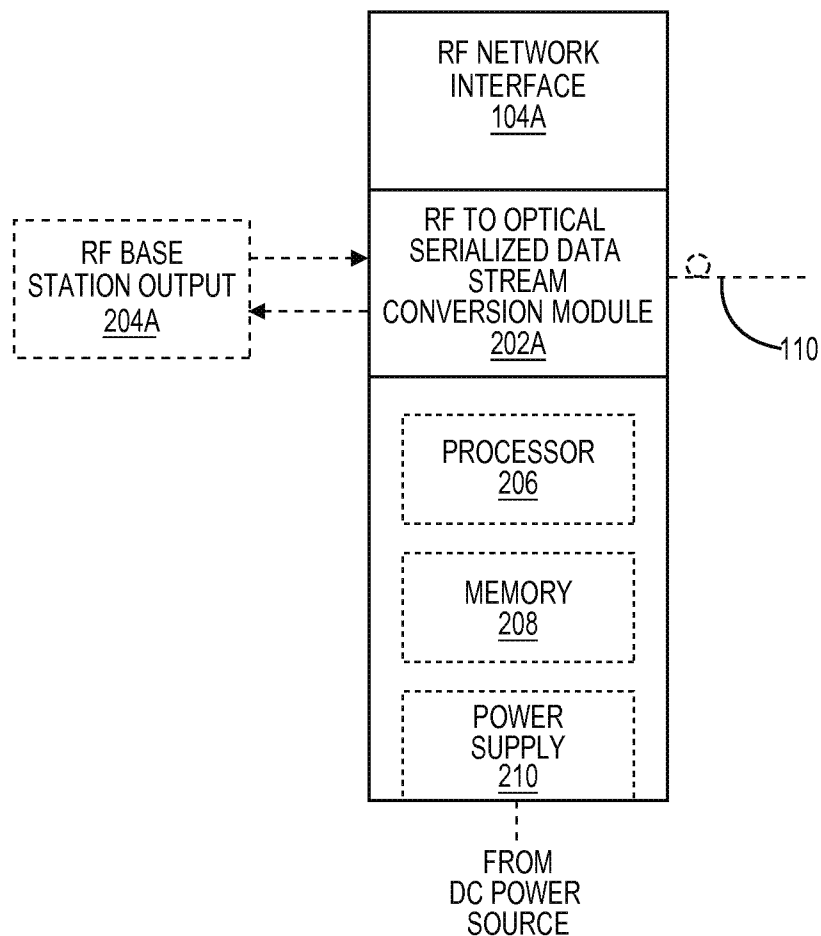 RF NETWORK
INTERFACE
104A
RF BASE
STATION OUTPUT
204A
RF TO OPTICAL
SERIALIZED DATA
STREAM
CONVERSION MODULE
202A
110
PROCESSOR
206
MEMORY
208
POWER
SUPPLY
210
FROM
DC POWER
SOURCE